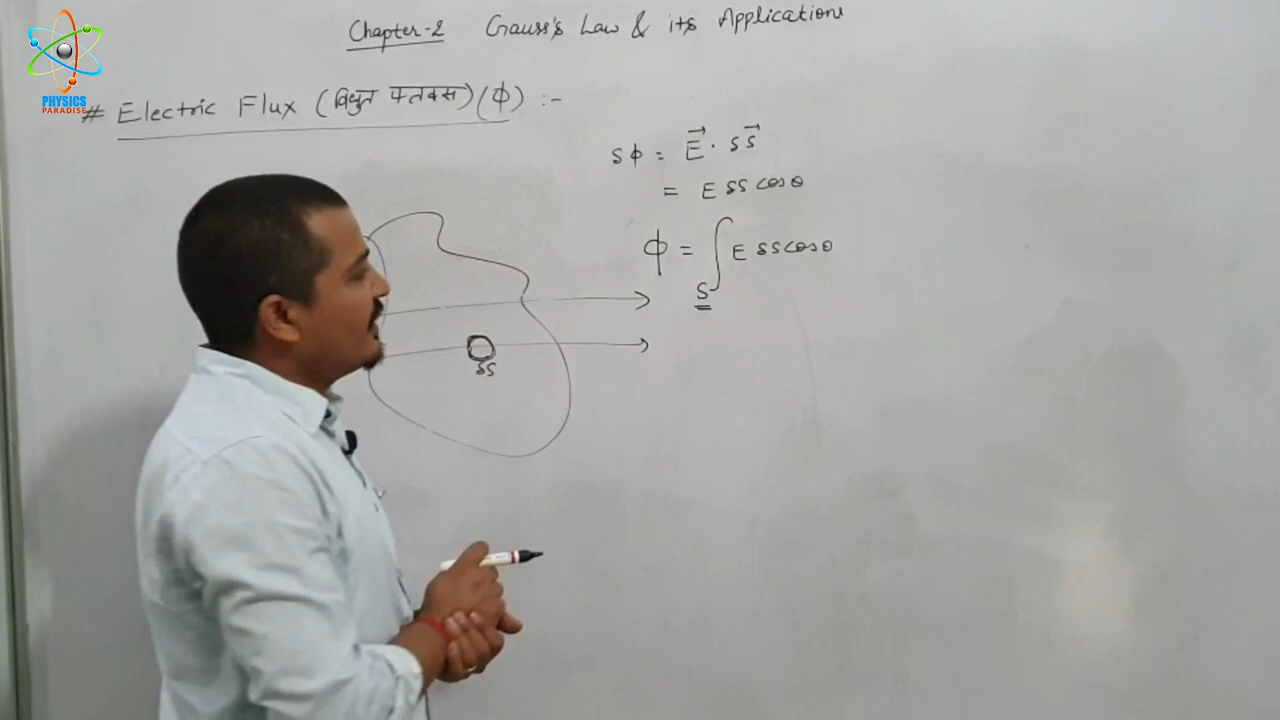 Chapter-2 Gauss's Law & its Applications
PHYSICS
PARADISE
# Electric Flux (विद्युत फ्लक्स) (ϕ) :-
δϕ = E⃗ · δs⃗
= E δs cosθ
ϕ = ∫ E δs cosθ
S
δs